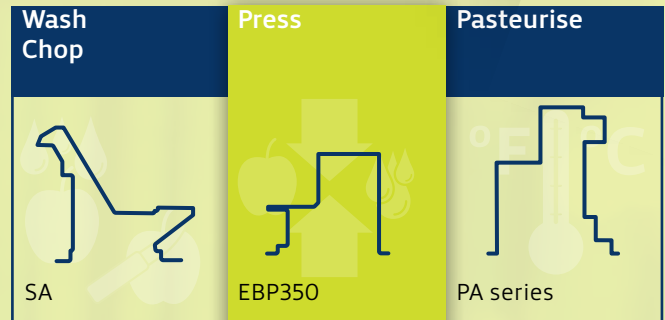 Wash
Chop
Press
Pasteurise
°F
°C
SA
EBP350
PA series